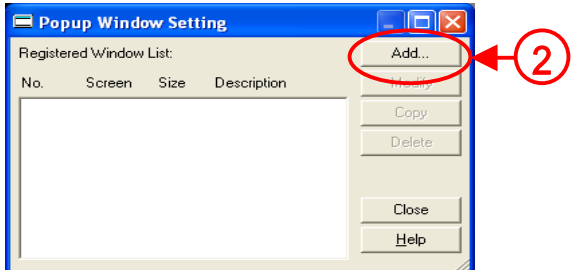 Popup Window Setting
Registered Window List:
Add...
2
No. Screen Size Description
Modify
Copy
Delete
Close
Help